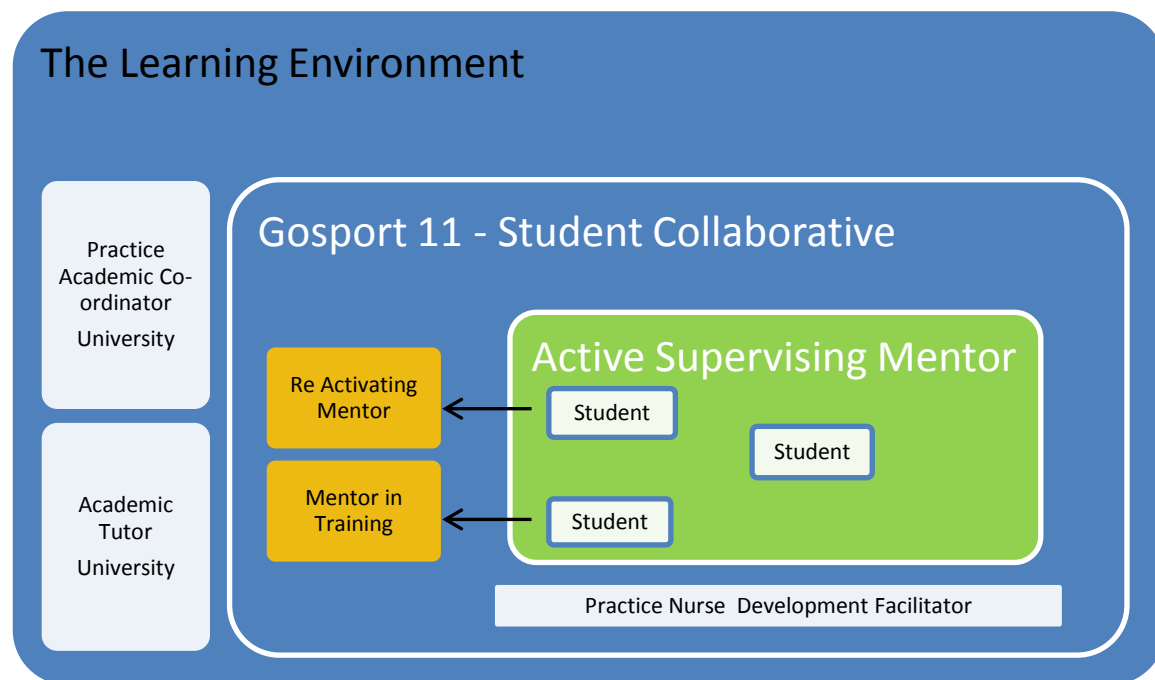 The Learning Environment
Practice
Academic Co-
ordinator
University
Academic
Tutor
University
Gosport 11 - Student Collaborative
Re Activating
Mentor
Mentor in
Training
Active Supervising Mentor
Student
Student
Student
Practice Nurse  Development Facilitator